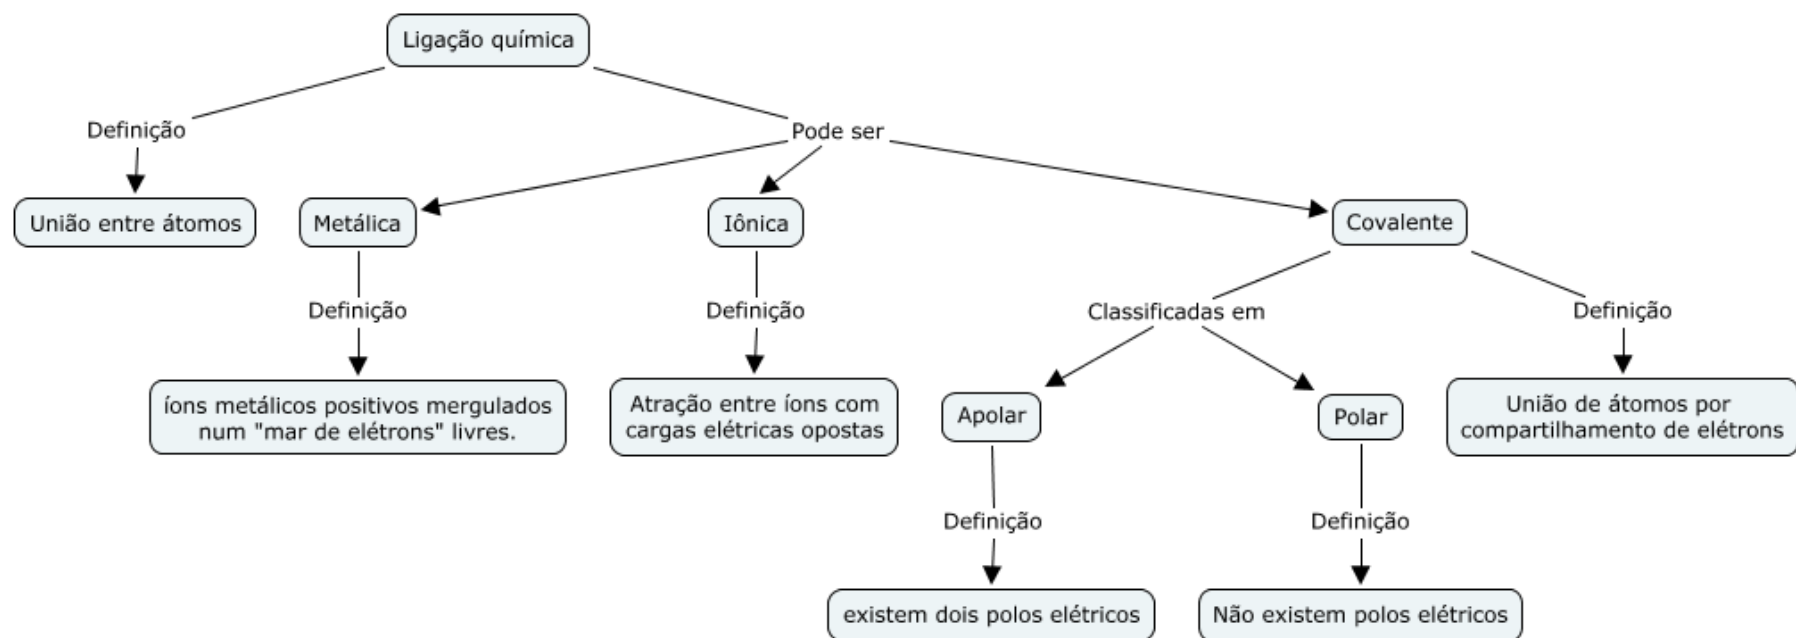 Ligação química
Definição
Pode ser
União entre átomos
Metálica
Iônica
Covalente
Definição
Definição
Classificadas em
Definição
íons metálicos positivos mergulados
num "mar de elétrons" livres.
Atração entre íons com
cargas elétricas opostas
Apolar
Polar
União de átomos por
compartilhamento de elétrons
Definição
Definição
existem dois polos elétricos
Não existem polos elétricos